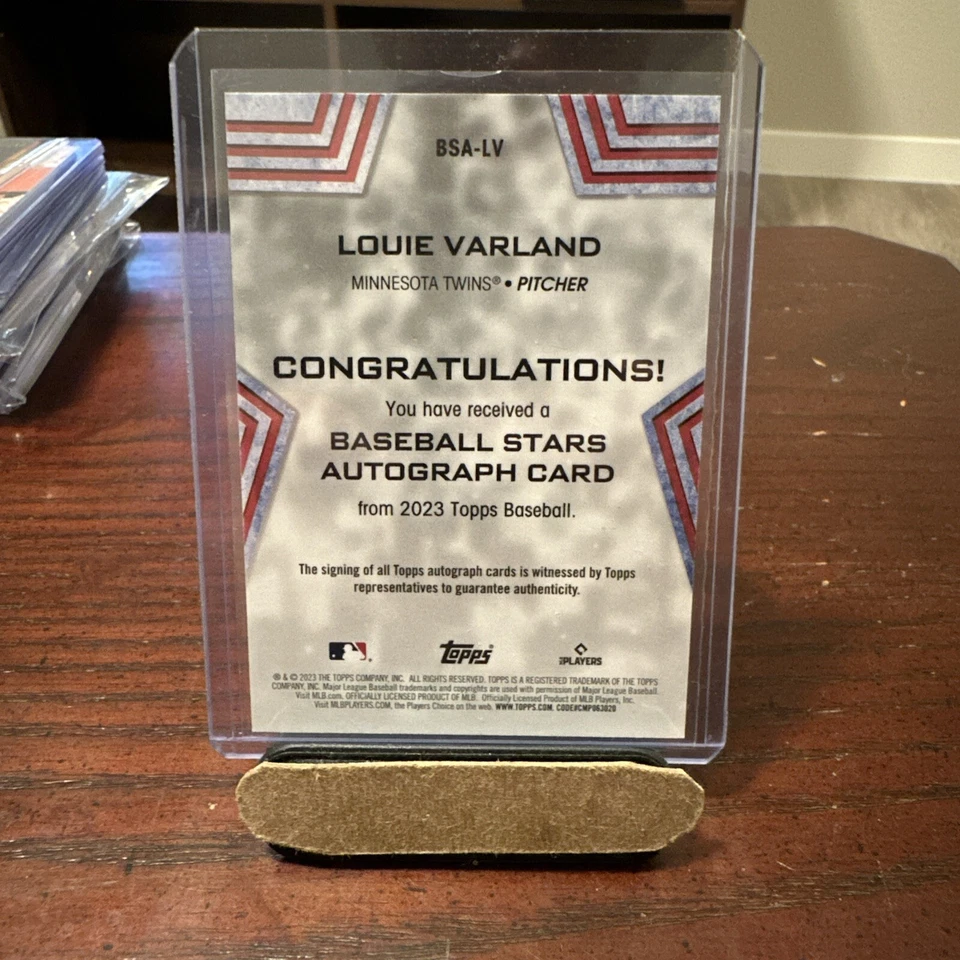 BSA-LV
LOUIE VARLAND
MINNESOTA TWINS® • PITCHER
CONGRATULATIONS!
You have received a
BASEBALL STARS
AUTOGRAPH CARD
from 2023 Topps Baseball.
The signing of all Topps autograph cards is witnessed by Topps
representatives to guarantee authenticity.
topps PLAYERS
® & © 2023 THE TOPPS COMPANY, INC. ALL RIGHTS RESERVED. TOPPS IS A REGISTERED TRADEMARK OF THE TOPPS
COMPANY, INC. Major League Baseball trademarks and copyrights are used with permission of Major League Baseball.
Visit MLB.com. OFFICIALLY LICENSED PRODUCT OF MLB. Officially Licensed Product of MLB Players, Inc.
Visit MLBPLAYERS.COM, the Players Choice on the web. WWW.TOPPS.COM. CODE#CMP063020